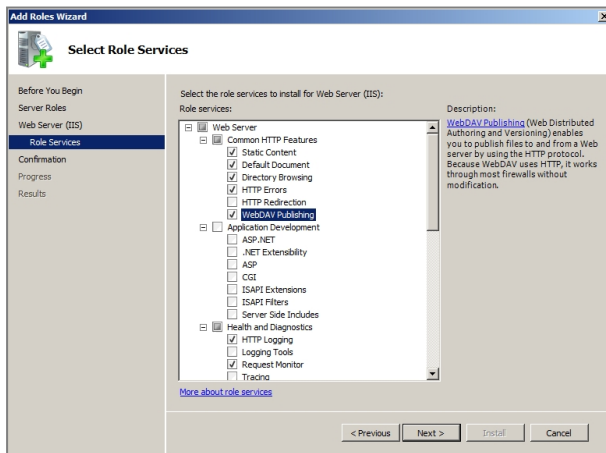 Add Roles Wizard
Select Role Services
Before You Begin
Server Roles
Web Server (IIS)
Role Services
Confirmation
Progress
Results
Select the role services to install for Web Server (IIS):
Role services:
Web Server
Common HTTP Features
Static Content
Default Document
Directory Browsing
HTTP Errors
HTTP Redirection
WebDAV Publishing
Application Development
ASP.NET
.NET Extensibility
ASP
CGI
ISAPI Extensions
ISAPI Filters
Server Side Includes
Health and Diagnostics
HTTP Logging
Logging Tools
Request Monitor
Tracing
More about role services
Description:
WebDAV Publishing (Web Distributed
Authoring and Versioning) enables
you to publish files to and from a Web
server by using the HTTP protocol.
Because WebDAV uses HTTP, it works
through most firewalls without
modification.
< Previous
Next >
Install
Cancel